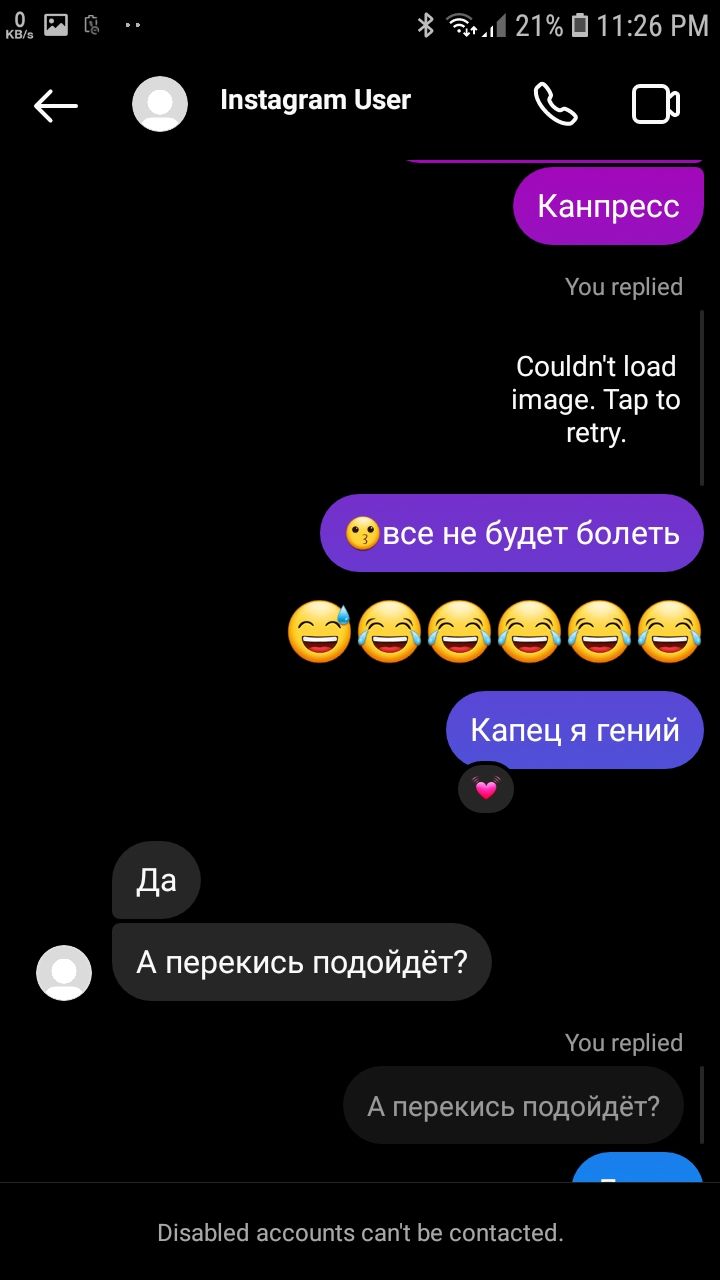 0
KB/s
21%
11:26 PM
Instagram User
Канпресс
You replied
Couldn't load
image. Tap to
retry.
😗все не будет болеть
😅😂😂😂😂😂
Капец я гений
💓
Да
А перекись подойдёт?
You replied
А перекись подойдёт?
Disabled accounts can't be contacted.